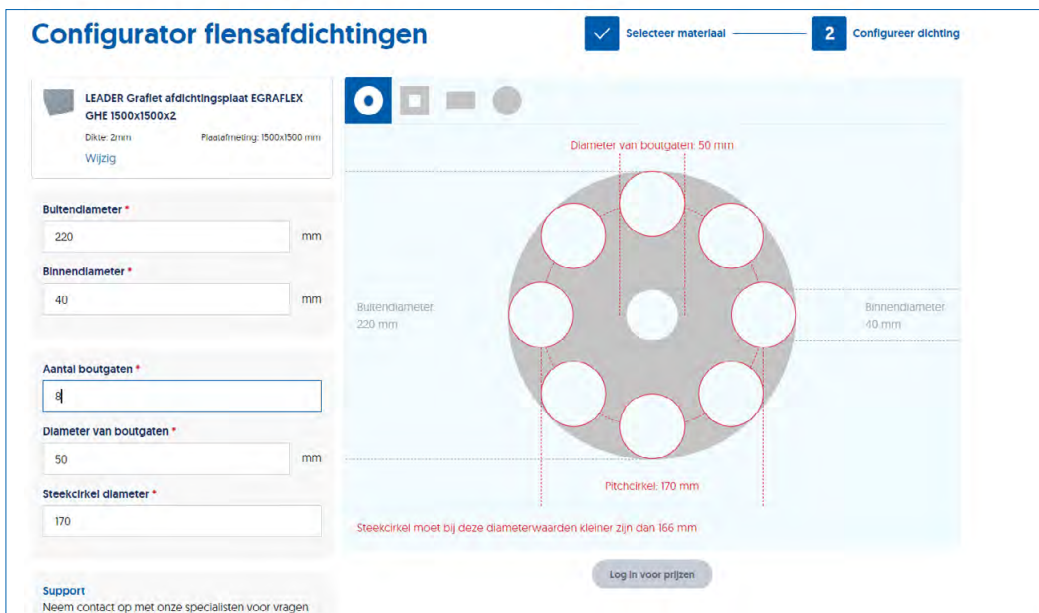 Configurator flensafdichtingen
Selecteer materiaal
2
Configureer dichting
LEADER Grafiet afdichtingsplaat EGRAFLEX
GHE 1500x1500x2
Dikte: 2mm
Plaatafmeting: 1500x1500 mm
Wijzig
Buitendiameter *
220
mm
Binnendiameter *
40
mm
Aantal boutgaten *
8
Diameter van boutgaten *
50
mm
Steekcirkel diameter *
170
Support
Neem contact op met onze specialisten voor vragen
Diameter van boutgaten: 50 mm
Buitendiameter
220 mm
Binnendiameter
40 mm
Pitchcirkel: 170 mm
Steekcirkel moet bij deze diameterwaarden kleiner zijn dan 166 mm
Log in voor prijzen